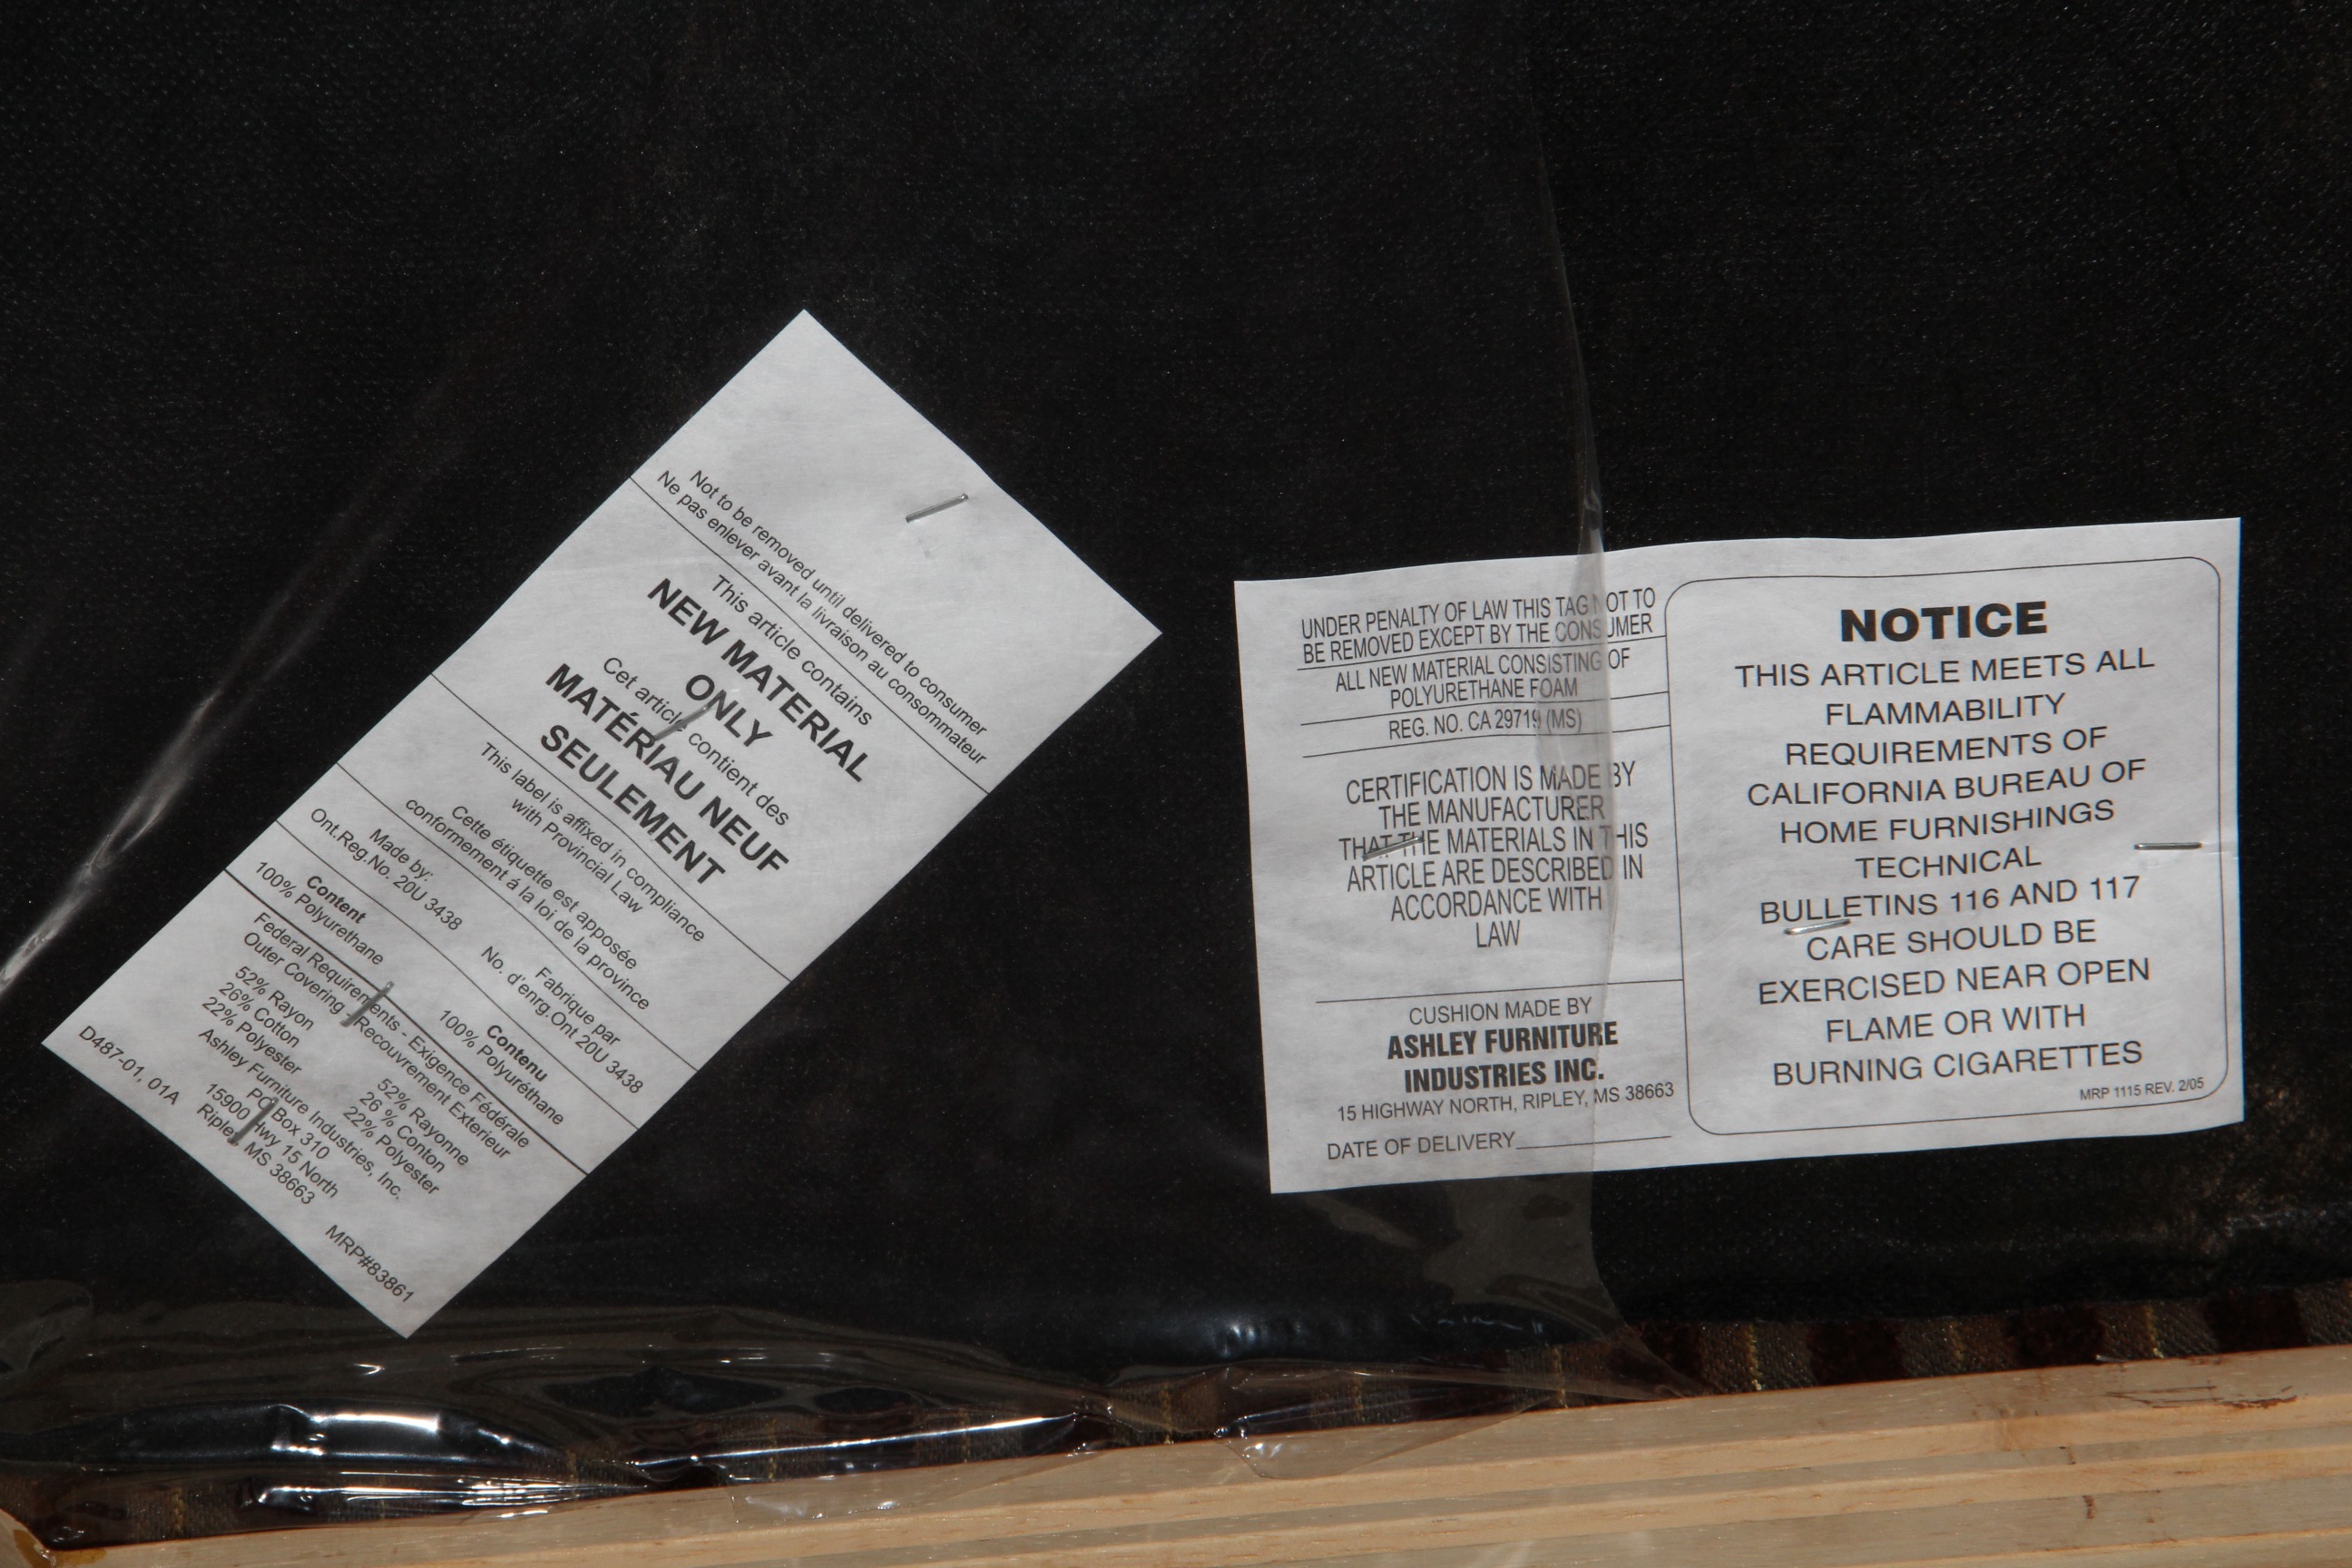 Not to be removed until delivered to consumer
Ne pas enlever avant la livraison au consommateur
This article contains
NEW MATERIAL
ONLY
Cet article contient des
MATÉRIAU NEUF
SEULEMENT
This label is affixed in compliance
with Provincial Law
Cette étiquette est apposée
conformement á la loi de la province
Made by:
Ont.Reg.No. 20U 3438
Fabrique par
No. d'enrg.Ont 20U 3438
Content
100% Polyurethane
Contenu
100% Polyuréthane
Federal Requirements - Exigence Fédérale
Outer Covering - Recouvrement Exterieur
52% Rayon
26% Cotton
22% Polyester
52% Rayonne
26 % Conton
22% Polyester
Ashley Furniture Industries, Inc.
PO Box 310
15900 Hwy 15 North
Ripley, MS 38663
D487-01, 01A
MRP#83861
UNDER PENALTY OF LAW THIS TAG NOT TO
BE REMOVED EXCEPT BY THE CONSUMER
ALL NEW MATERIAL CONSISTING OF
POLYURETHANE FOAM
REG. NO. CA 29719 (MS)
CERTIFICATION IS MADE BY
THE MANUFACTURER
THAT THE MATERIALS IN THIS
ARTICLE ARE DESCRIBED IN
ACCORDANCE WITH
LAW
CUSHION MADE BY
ASHLEY FURNITURE
INDUSTRIES INC.
15 HIGHWAY NORTH, RIPLEY, MS 38663
DATE OF DELIVERY
NOTICE
THIS ARTICLE MEETS ALL
FLAMMABILITY
REQUIREMENTS OF
CALIFORNIA BUREAU OF
HOME FURNISHINGS
TECHNICAL
BULLETINS 116 AND 117
CARE SHOULD BE
EXERCISED NEAR OPEN
FLAME OR WITH
BURNING CIGARETTES
MRP 1115 REV. 2/05